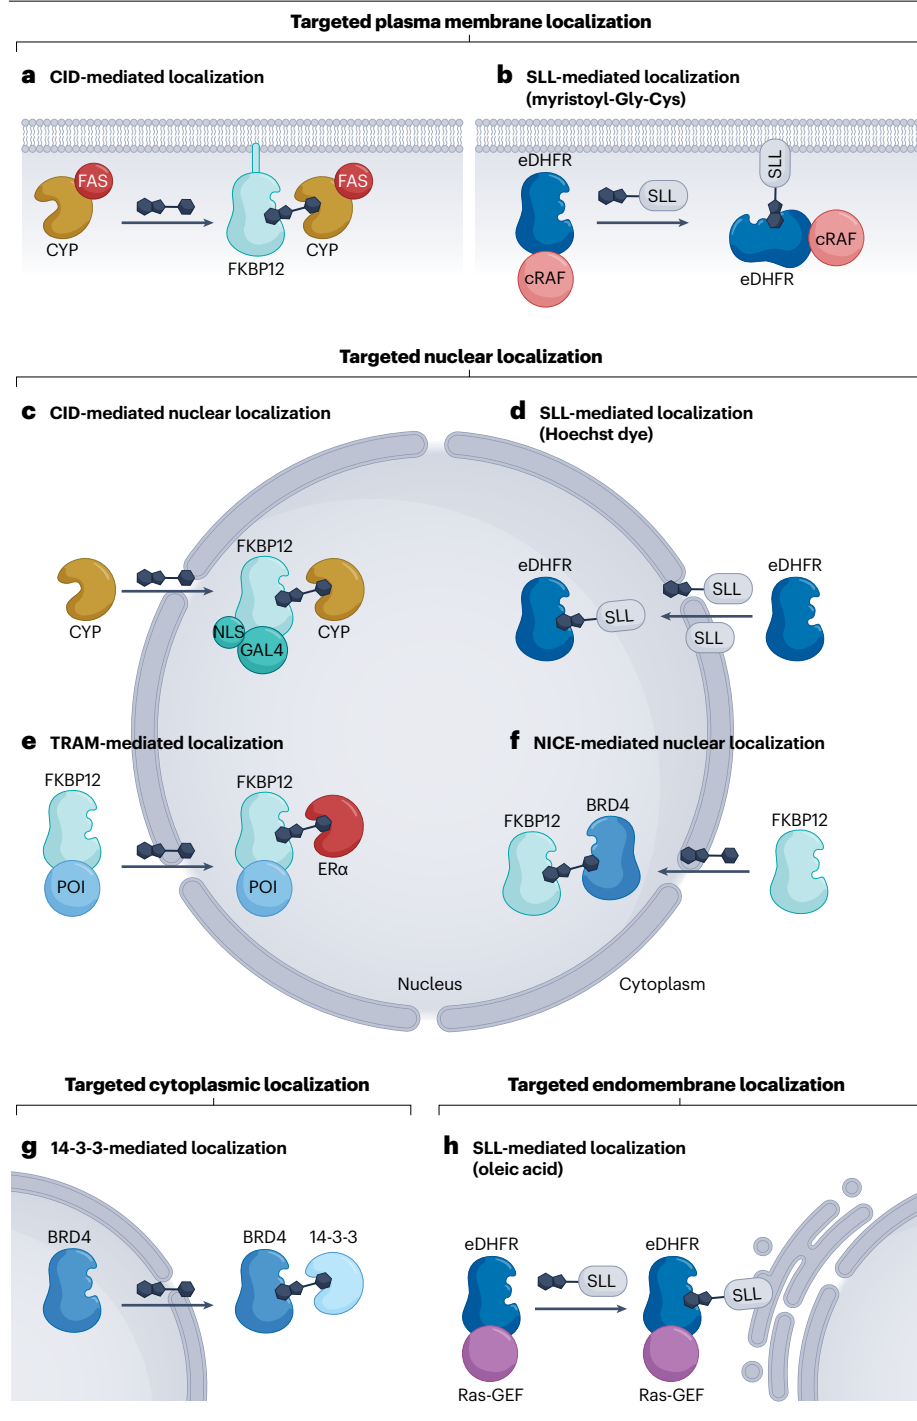 Targeted plasma membrane localization
a CID-mediated localization
b SLL-mediated localization
(myristoyl-Gly-Cys)
FAS
CYP
FKBP12
FAS
CYP
eDHFR
cRAF
SLL
SLL
cRAF
eDHFR
Targeted nuclear localization
c CID-mediated nuclear localization
d SLL-mediated localization
(Hoechst dye)
CYP
FKBP12
NLS
GAL4
CYP
eDHFR
SLL
SLL
SLL
eDHFR
e TRAM-mediated localization
f NICE-mediated nuclear localization
FKBP12
POI
FKBP12
POI
ERα
FKBP12
BRD4
FKBP12
Nucleus
Cytoplasm
Targeted cytoplasmic localization
Targeted endomembrane localization
g 14-3-3-mediated localization
h SLL-mediated localization
(oleic acid)
BRD4
BRD4
14-3-3
eDHFR
Ras-GEF
SLL
eDHFR
SLL
Ras-GEF